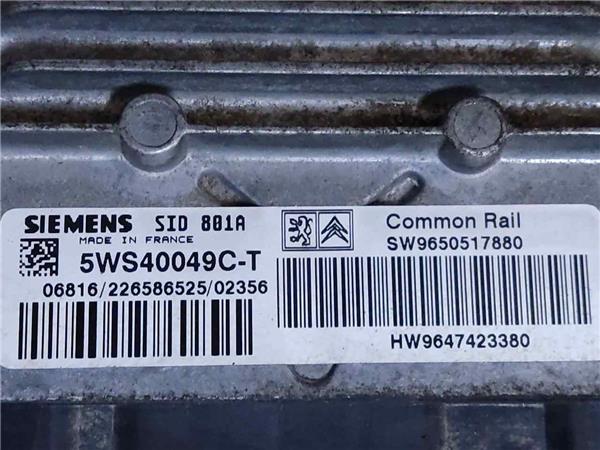 SIEMENS SID 801A
MADE IN FRANCE
5WS40049C-T
06816/226586525/02356
Common Rail
SW9650517880
HW9647423380